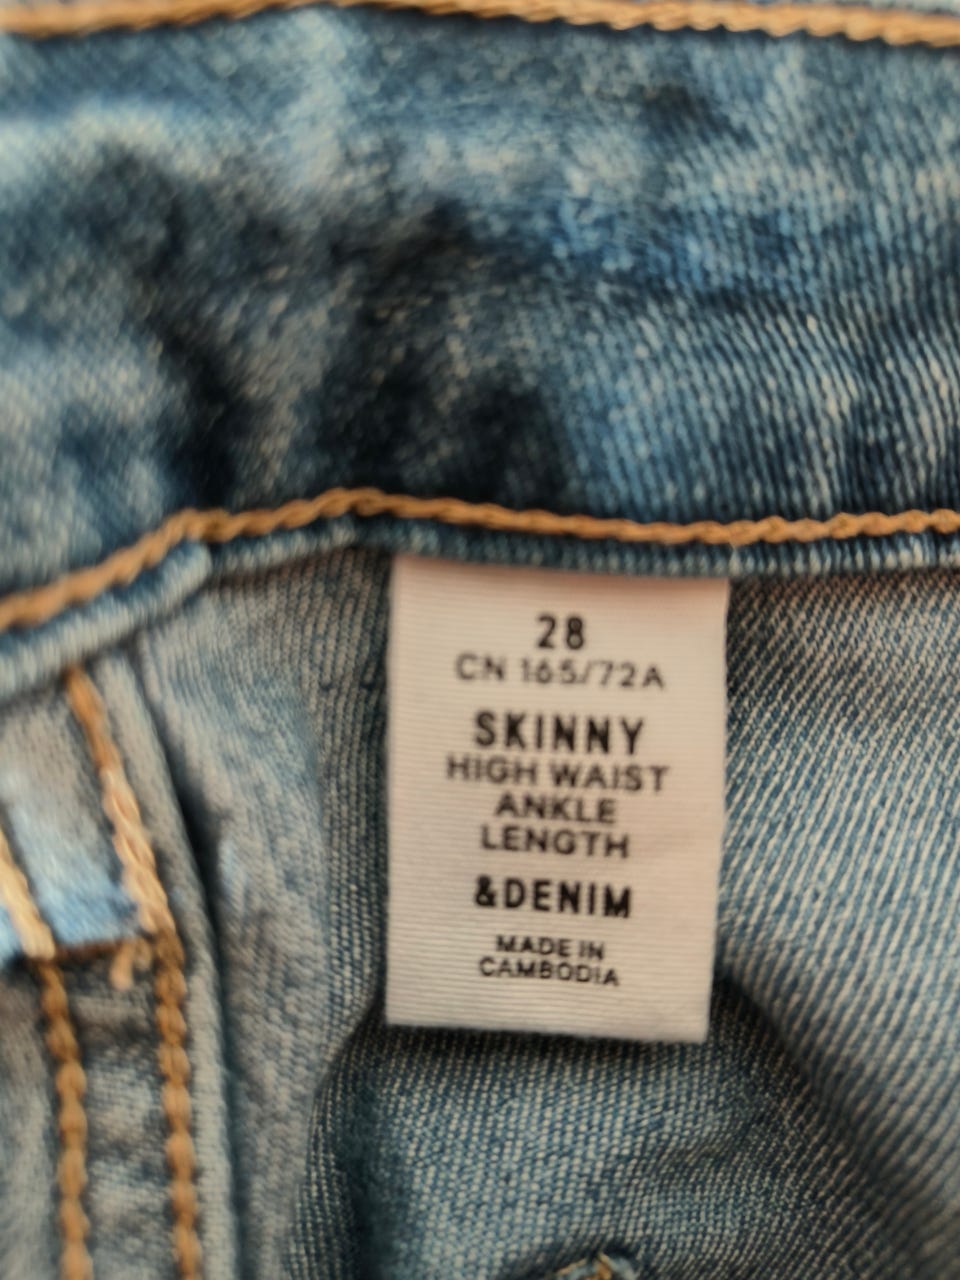 28
CN 165/72A
SKINNY
HIGH WAIST
ANKLE
LENGTH
&DENIM
MADE IN
CAMBODIA